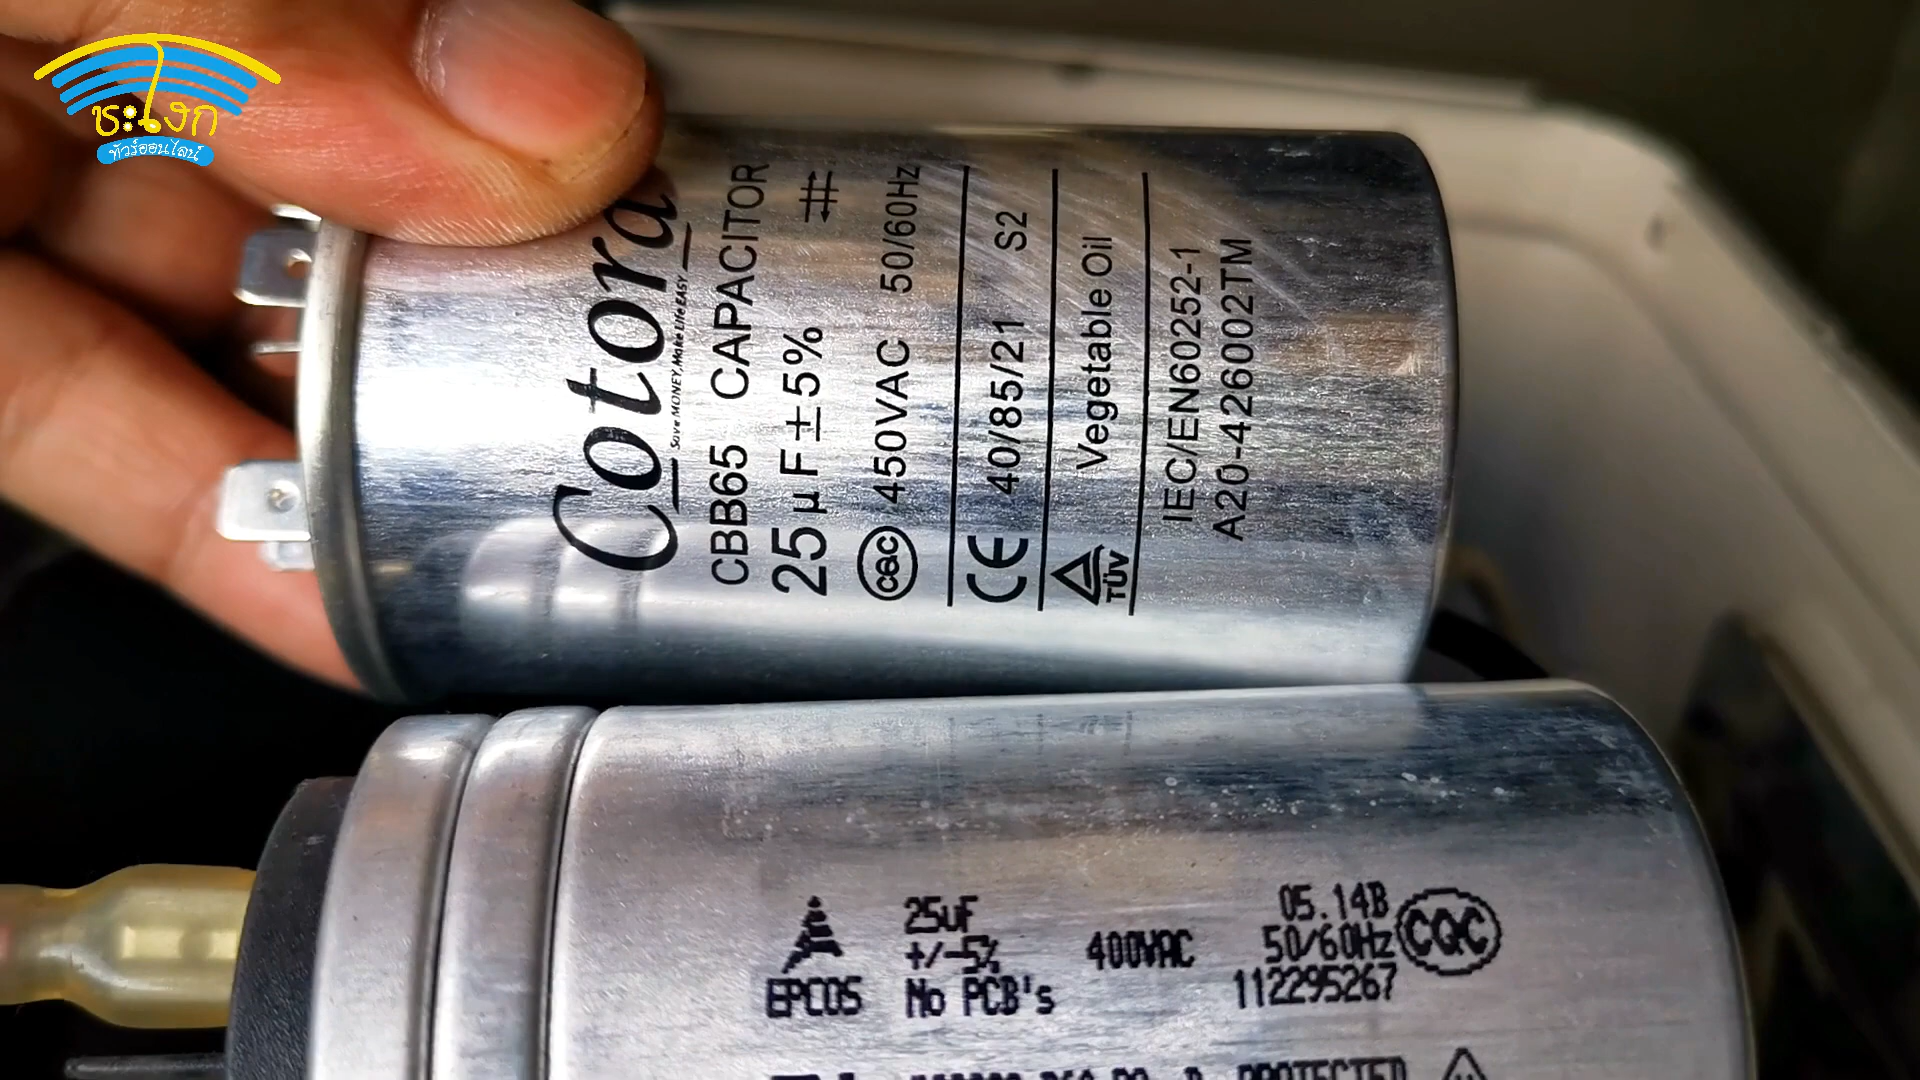 ชะโงก
ทัวร์ออนไลน์
Cotora
Save MONEY, Make Life EASY
CBB65 CAPACITOR
25µF±5%
CQC 450VAC 50/60Hz
CE 40/85/21 S2
TÜV Vegetable Oil
IEC/EN60252-1
A20-426002TM
EPCOS
25uF
+/-5%
No PCB's
400VAC
05.14B
50/60Hz
112295267
CQC
PROTECTED